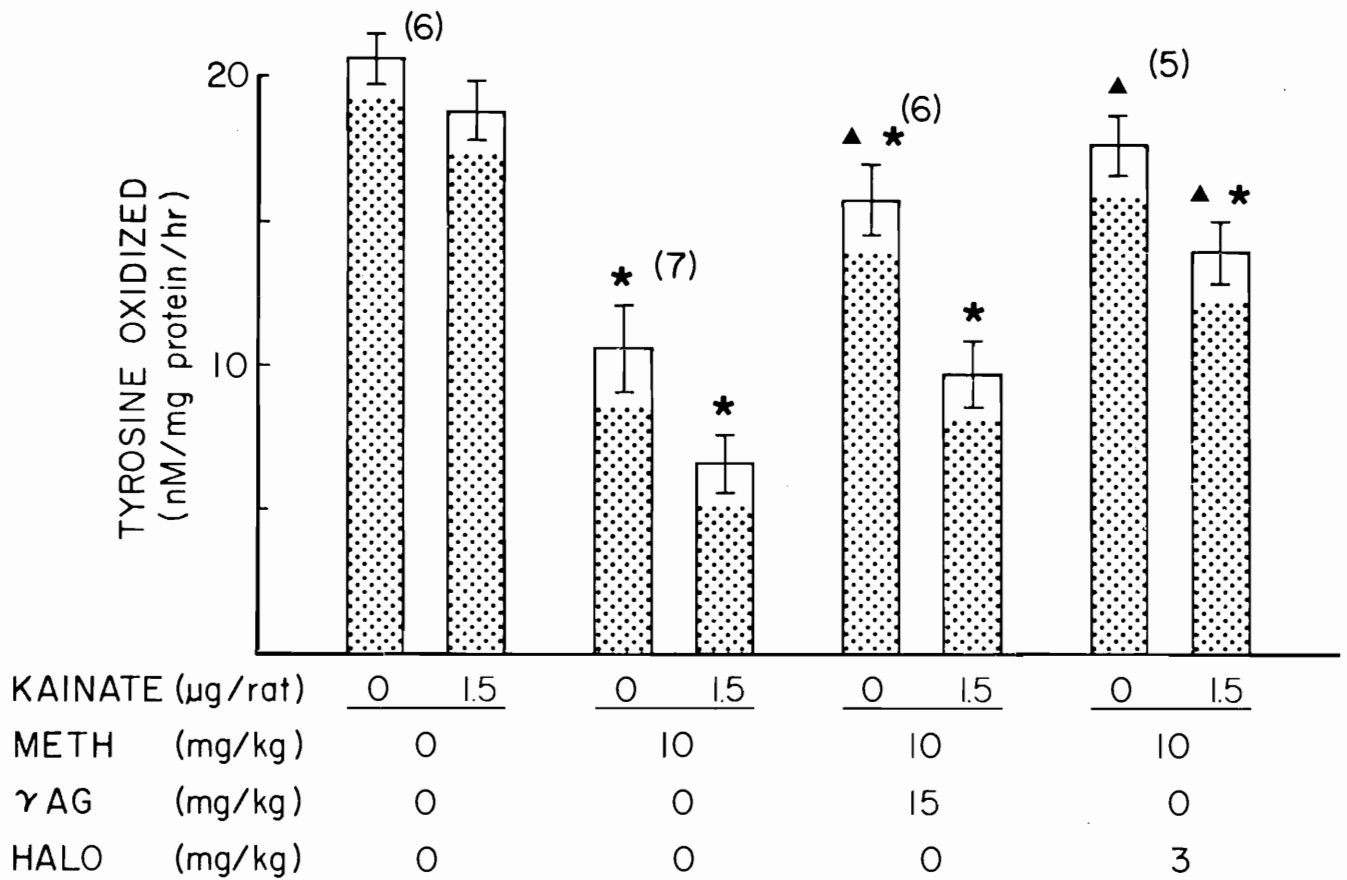 (6)
(5)
20
▲
▲ * (6)
▲ *
* (7)
*
10
*
TYROSINE OXIDIZED
(nM/mg protein/hr)
KAINATE (μg/rat) 0 1.5 0 1.5 0 1.5 0 1.5
METH (mg/kg) 0 10 10 10
γAG (mg/kg) 0 0 15 0
HALO (mg/kg) 0 0 0 3